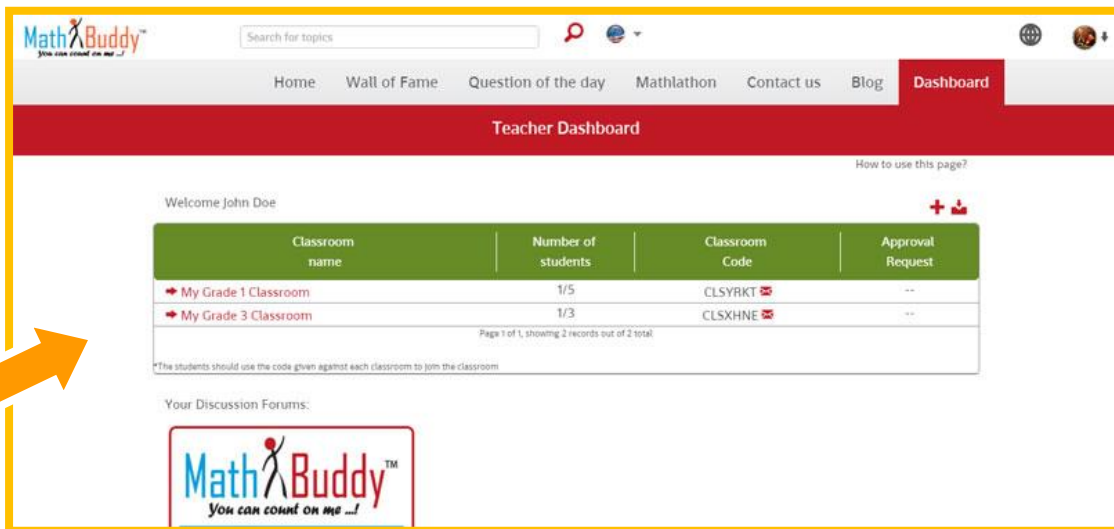 Math Buddy™
You can count on me ...!
Search for topics
Home Wall of Fame Question of the day Mathlathon Contact us Blog Dashboard
Teacher Dashboard
How to use this page?
Welcome John Doe
Classroom name Number of students Classroom Code Approval Request
My Grade 1 Classroom 1/5 CLSYRKT --
My Grade 3 Classroom 1/3 CLSXHNE --
Page 1 of 1, showing 2 records out of 2 total
*The students should use the code given against each classroom to join the classroom
Your Discussion Forums:
Math Buddy™
You can count on me ...!